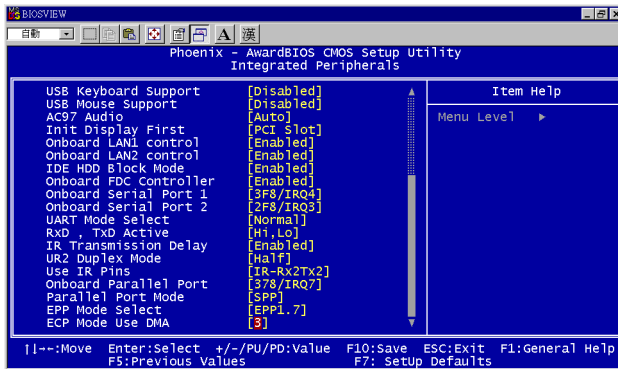 BIOSVIEW
自動
A 漢
Phoenix - AwardBIOS CMOS Setup Utility
Integrated Peripherals
USB Keyboard Support [Disabled]
USB Mouse Support [Disabled]
AC97 Audio [Auto]
Init Display First [PCI Slot]
Onboard LAN1 control [Enabled]
Onboard LAN2 control [Enabled]
IDE HDD Block Mode [Enabled]
Onboard FDC Controller [Enabled]
Onboard Serial Port 1 [3F8/IRQ4]
Onboard Serial Port 2 [2F8/IRQ3]
UART Mode Select [Normal]
RxD , TxD Active [Hi,Lo]
IR Transmission Delay [Enabled]
UR2 Duplex Mode [Half]
Use IR Pins [IR-Rx2Tx2]
Onboard Parallel Port [378/IRQ7]
Parallel Port Mode [SPP]
EPP Mode Select [EPP1.7]
ECP Mode Use DMA [3]
Item Help
Menu Level ▶
↑↓→←:Move Enter:Select +/-/PU/PD:Value F10:Save ESC:Exit F1:General Help
F5:Previous Values F7: SetUp Defaults